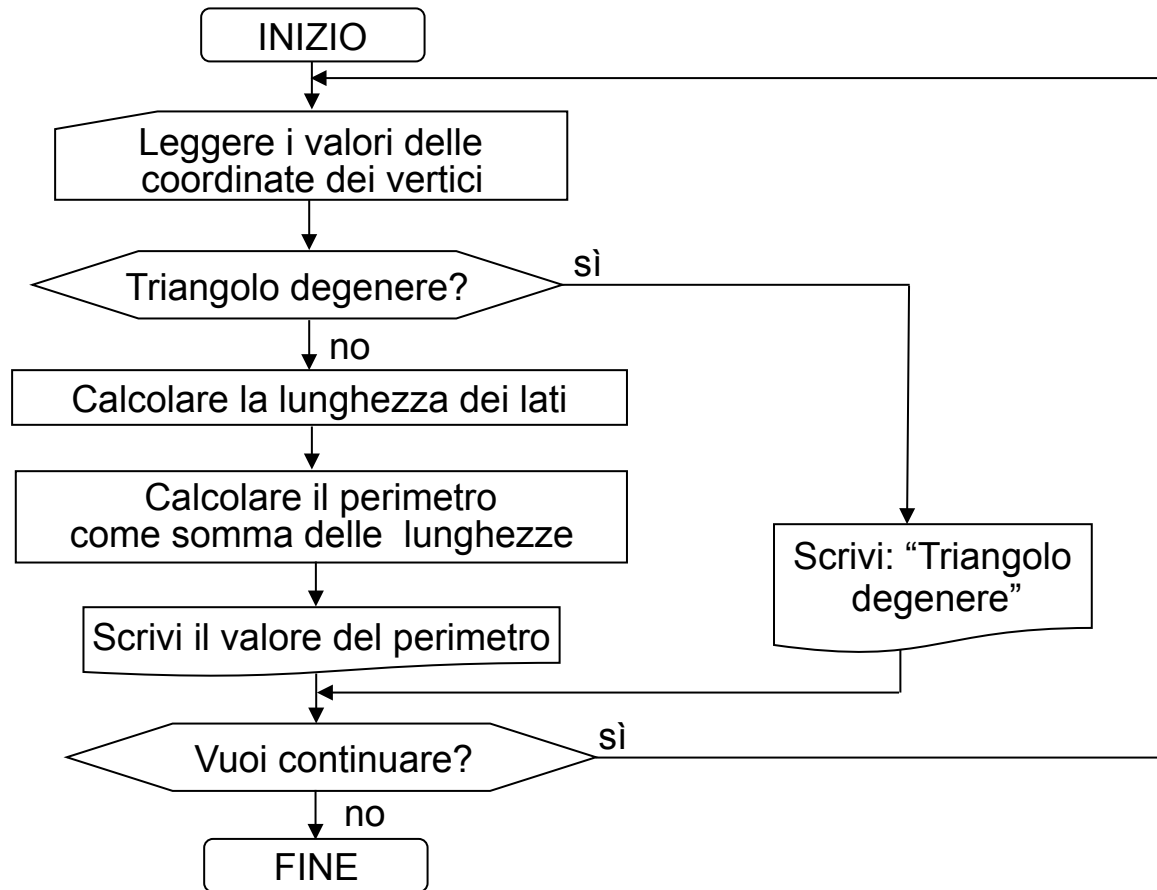 INIZIO
Leggere i valori delle
coordinate dei vertici
Triangolo degenere?
sì
no
Calcolare la lunghezza dei lati
Calcolare il perimetro
come somma delle lunghezze
Scrivi: “Triangolo
degenere”
Scrivi il valore del perimetro
Vuoi continuare?
sì
no
FINE